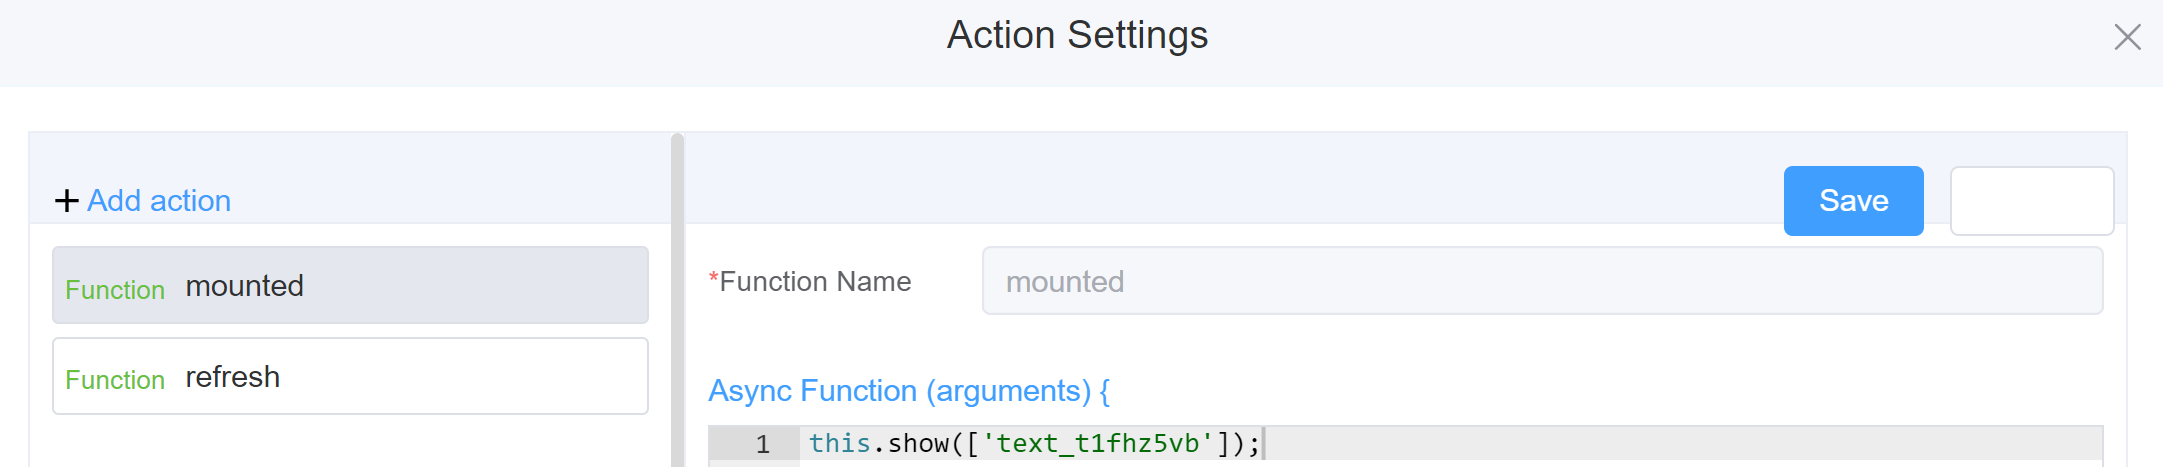 Action Settings
+ Add action
Save
Function mounted
*Function Name mounted
Function refresh
Async Function (arguments) {
1 this.show(['text_t1fhz5vb']);